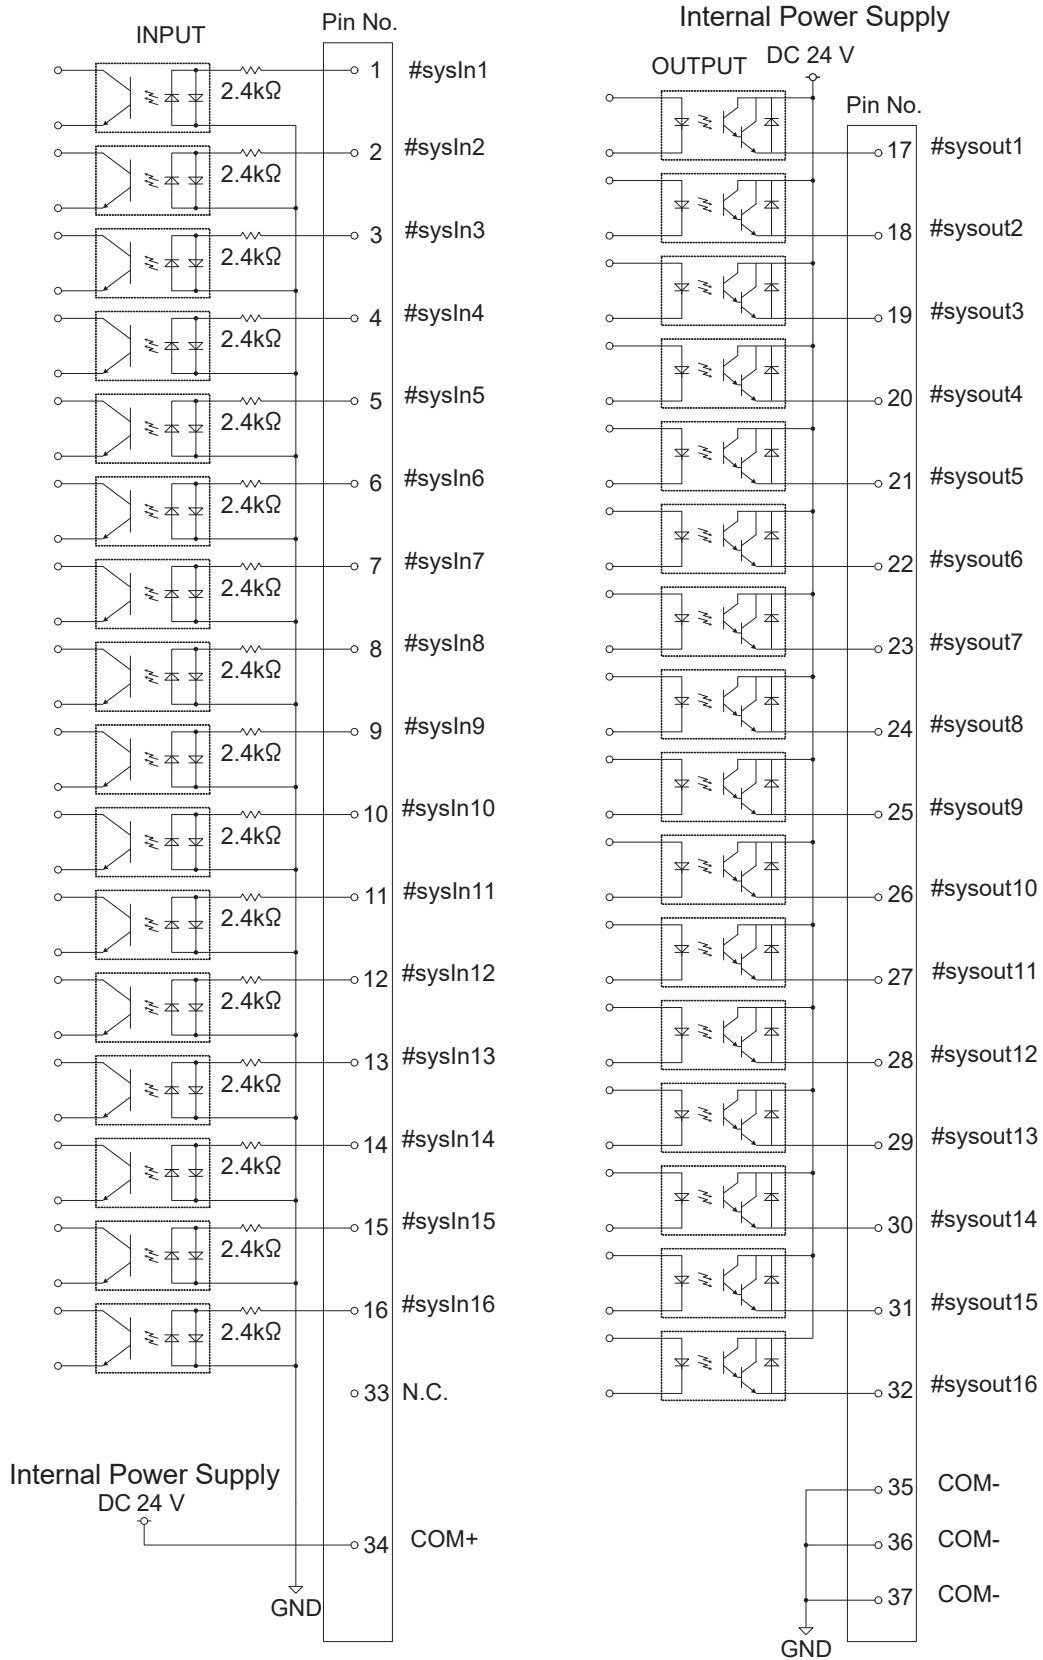 INPUT
Pin No.
1 #sysIn1
2.4kΩ
2 #sysIn2
2.4kΩ
3 #sysIn3
2.4kΩ
4 #sysIn4
2.4kΩ
5 #sysIn5
2.4kΩ
6 #sysIn6
2.4kΩ
7 #sysIn7
2.4kΩ
8 #sysIn8
2.4kΩ
9 #sysIn9
2.4kΩ
10 #sysIn10
2.4kΩ
11 #sysIn11
2.4kΩ
12 #sysIn12
2.4kΩ
13 #sysIn13
2.4kΩ
14 #sysIn14
2.4kΩ
15 #sysIn15
2.4kΩ
16 #sysIn16
2.4kΩ
33 N.C.
Internal Power Supply
DC 24 V
34 COM+
GND
Internal Power Supply
DC 24 V
OUTPUT
Pin No.
17 #sysout1
18 #sysout2
19 #sysout3
20 #sysout4
21 #sysout5
22 #sysout6
23 #sysout7
24 #sysout8
25 #sysout9
26 #sysout10
27 #sysout11
28 #sysout12
29 #sysout13
30 #sysout14
31 #sysout15
32 #sysout16
35 COM-
36 COM-
37 COM-
GND